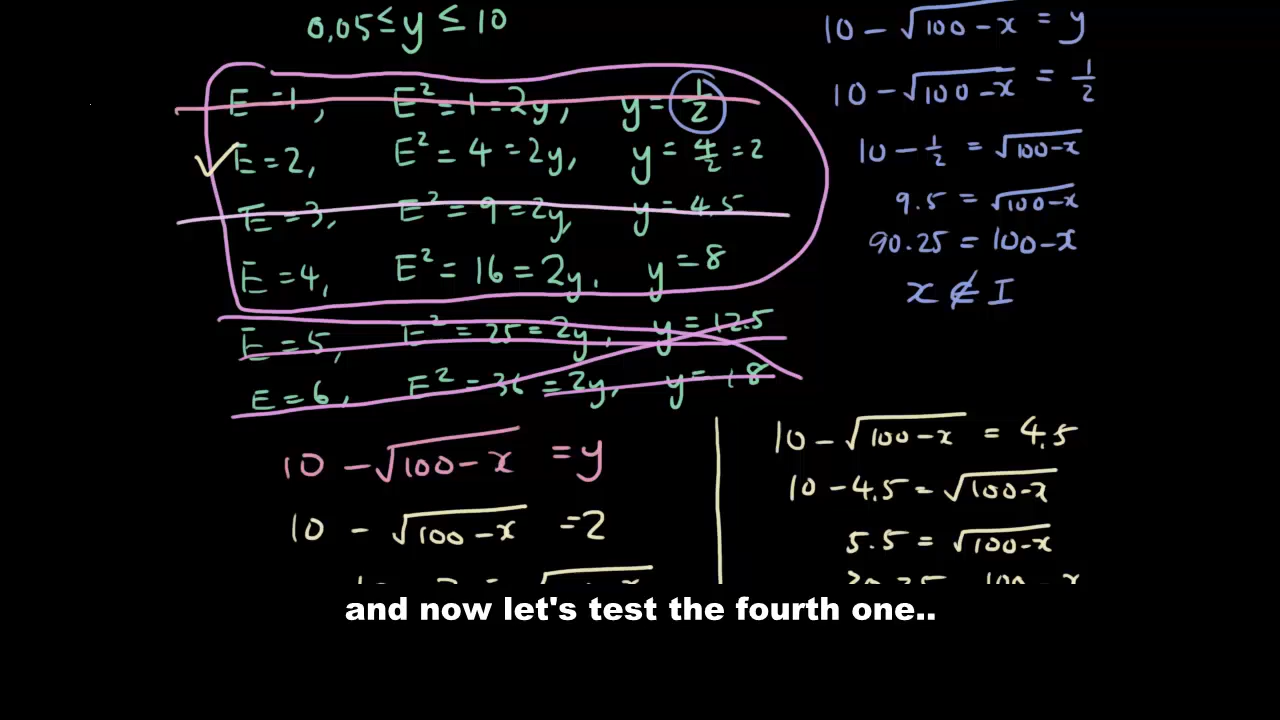 0.05 ≤ y ≤ 10
E = 1, E² = 1 = 2y, y = 1/2
E = 2, E² = 4 = 2y, y = 4/2 = 2
E = 3, E² = 9 = 2y, y = 4.5
E = 4, E² = 16 = 2y, y = 8
E = 5, E² = 25 = 2y, y = 12.5
E = 6, E² = 36 = 2y, y = 18
10 - √100 - x = y
10 - √100 - x = 1/2
10 - 1/2 = √100 - x
9.5 = √100 - x
90.25 = 100 - x
x ∉ I
10 - √100 - x = y
10 - √100 - x = 2
10 - √100 - x = 4.5
10 - 4.5 = √100 - x
5.5 = √100 - x
and now let's test the fourth one..